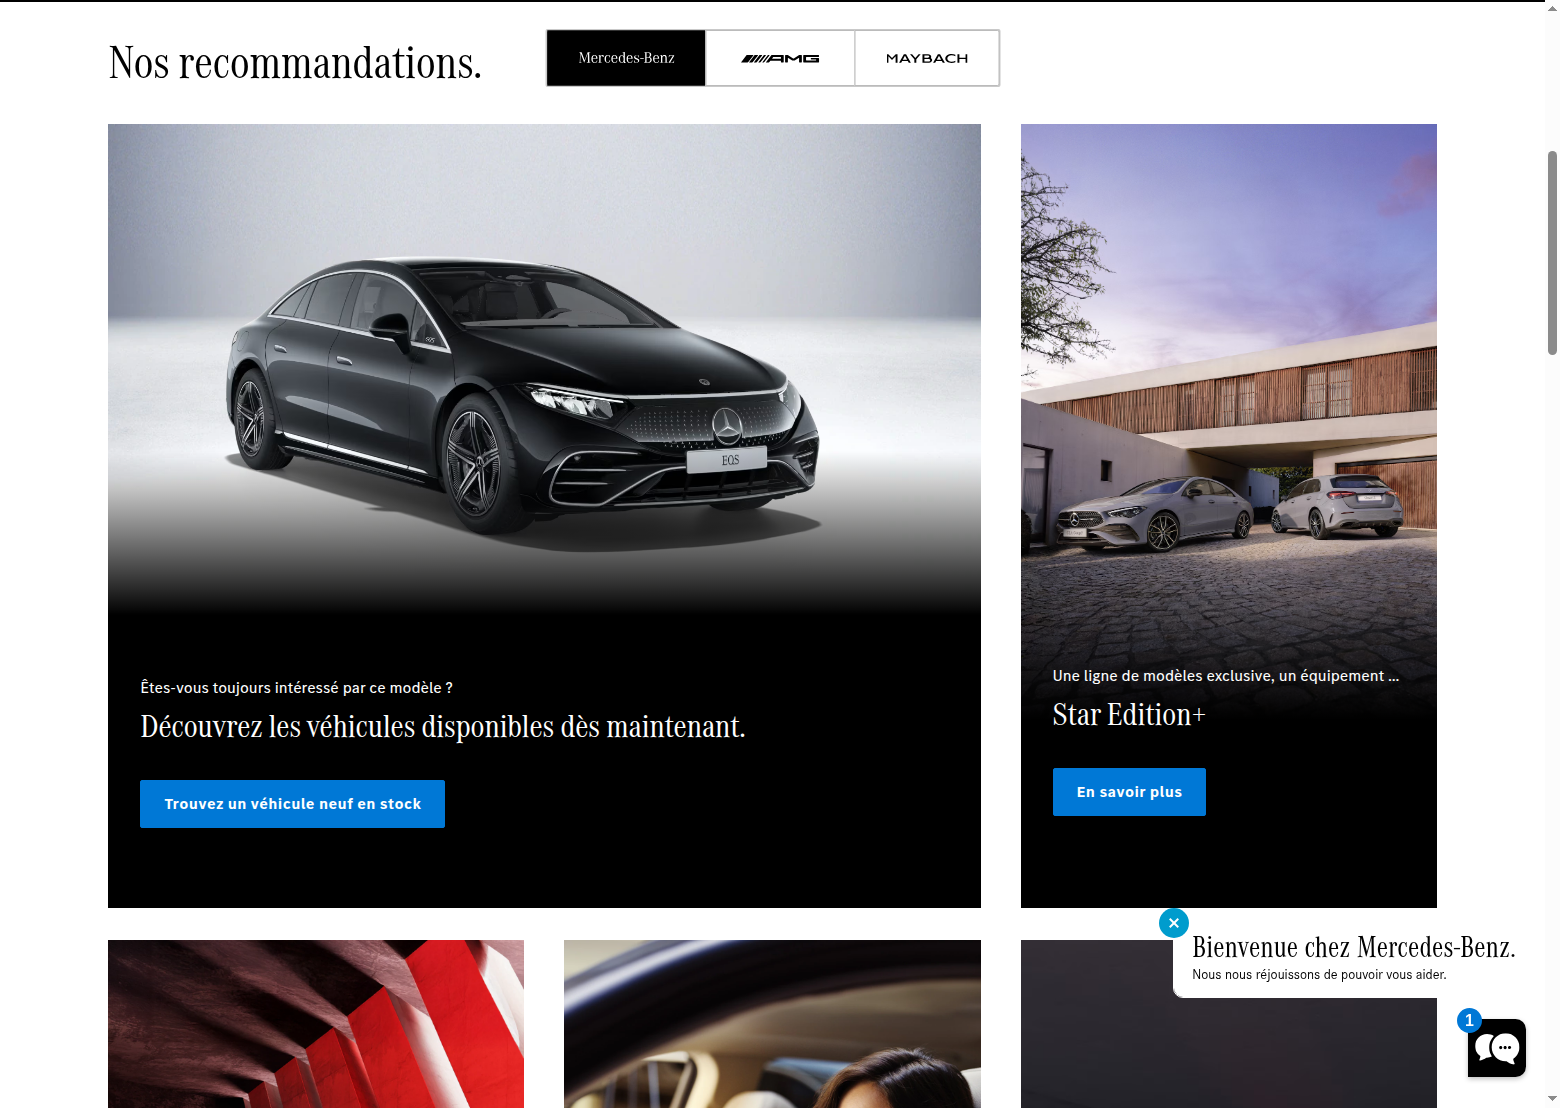 Nos recommandations.
Mercedes-Benz
AMG
MAYBACH
EQS
Êtes-vous toujours intéressé par ce modèle ?
Découvrez les véhicules disponibles dès maintenant.
Trouvez un véhicule neuf en stock
Une ligne de modèles exclusive, un équipement ...
Star Edition+
En savoir plus
Bienvenue chez Mercedes-Benz.
Nous nous réjouissons de pouvoir vous aider.
1